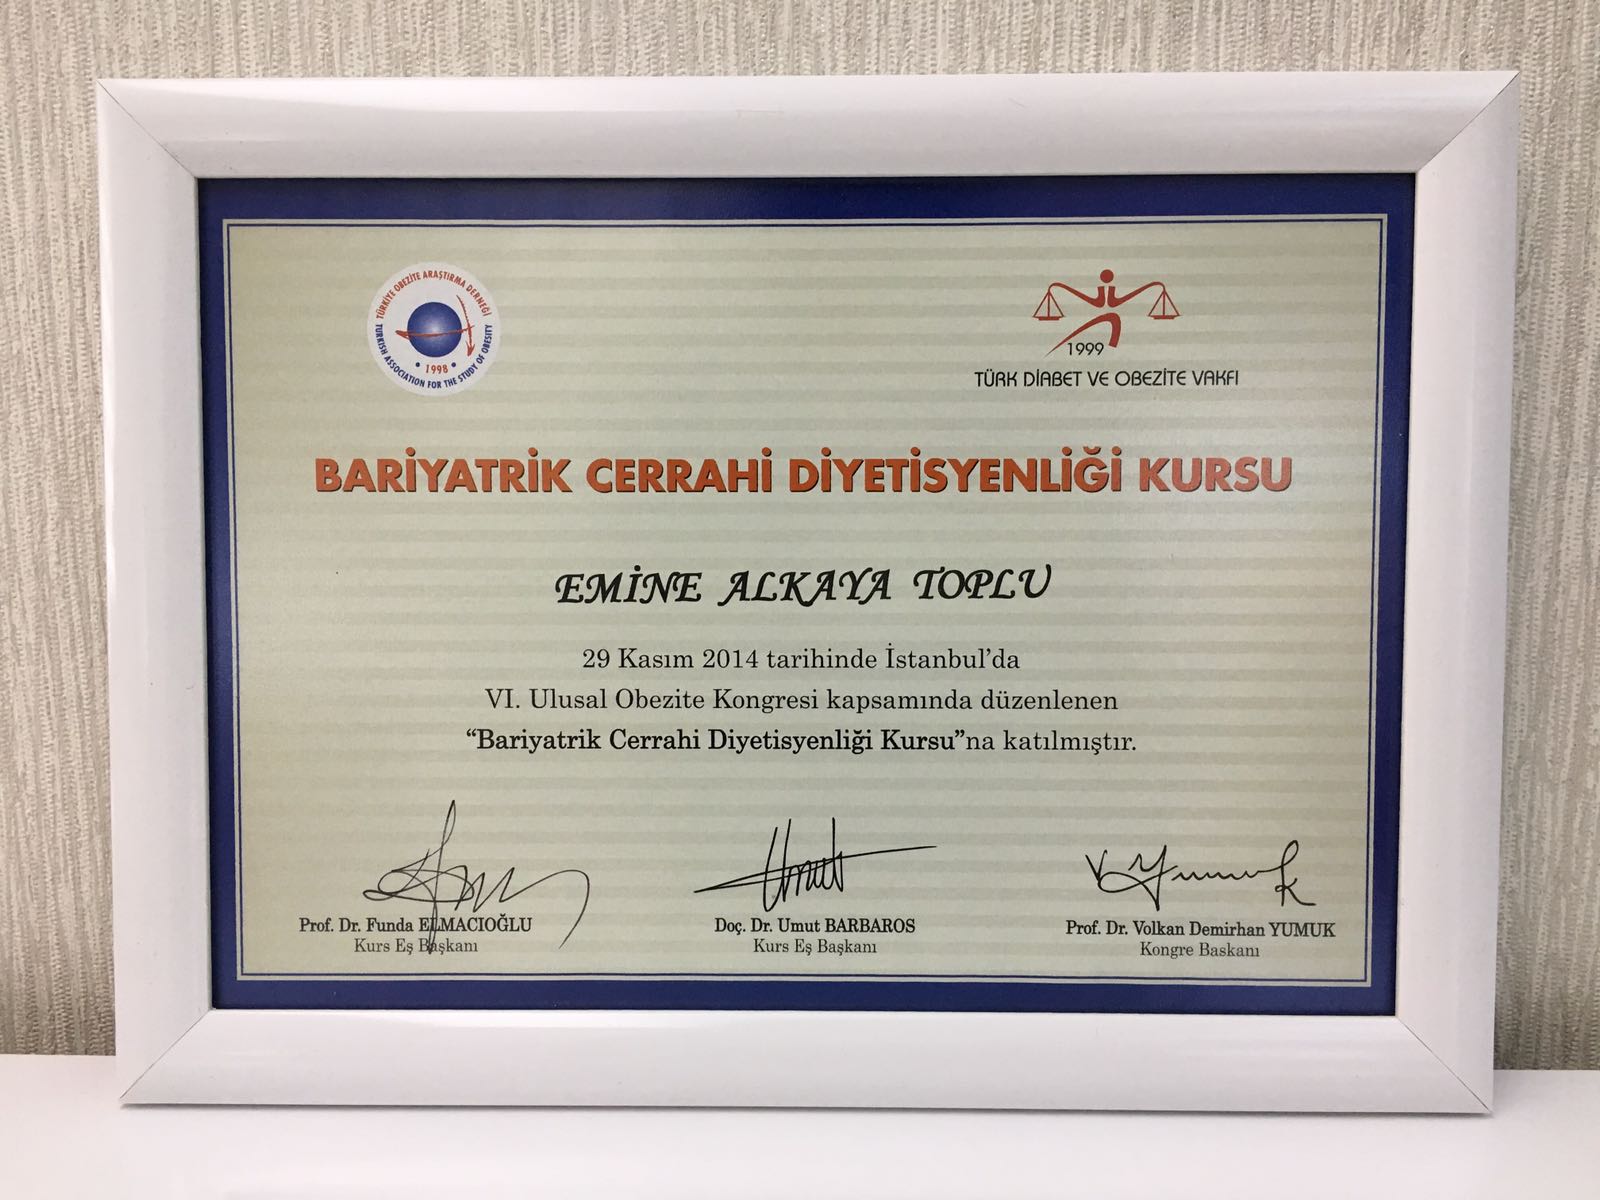 TÜRKİYE OBEZİTE ARAŞTIRMA DERNEĞİ
TURKISH ASSOCIATION FOR THE STUDY OF OBESITY
• 1998 •
1999
TÜRK DİABET VE OBEZİTE VAKFI
BARİYATRİK CERRAHİ DİYETİSYENLİĞİ KURSU
EMİNE ALKAYA TOPLU
29 Kasım 2014 tarihinde İstanbul'da
VI. Ulusal Obezite Kongresi kapsamında düzenlenen
“Bariyatrik Cerrahi Diyetisyenliği Kursu”na katılmıştır.
Umut
V Yumuk
Prof. Dr. Funda ELMACIOĞLU
Kurs Eş Başkanı
Doç. Dr. Umut BARBAROS
Kurs Eş Başkanı
Prof. Dr. Volkan Demirhan YUMUK
Kongre Baskanı